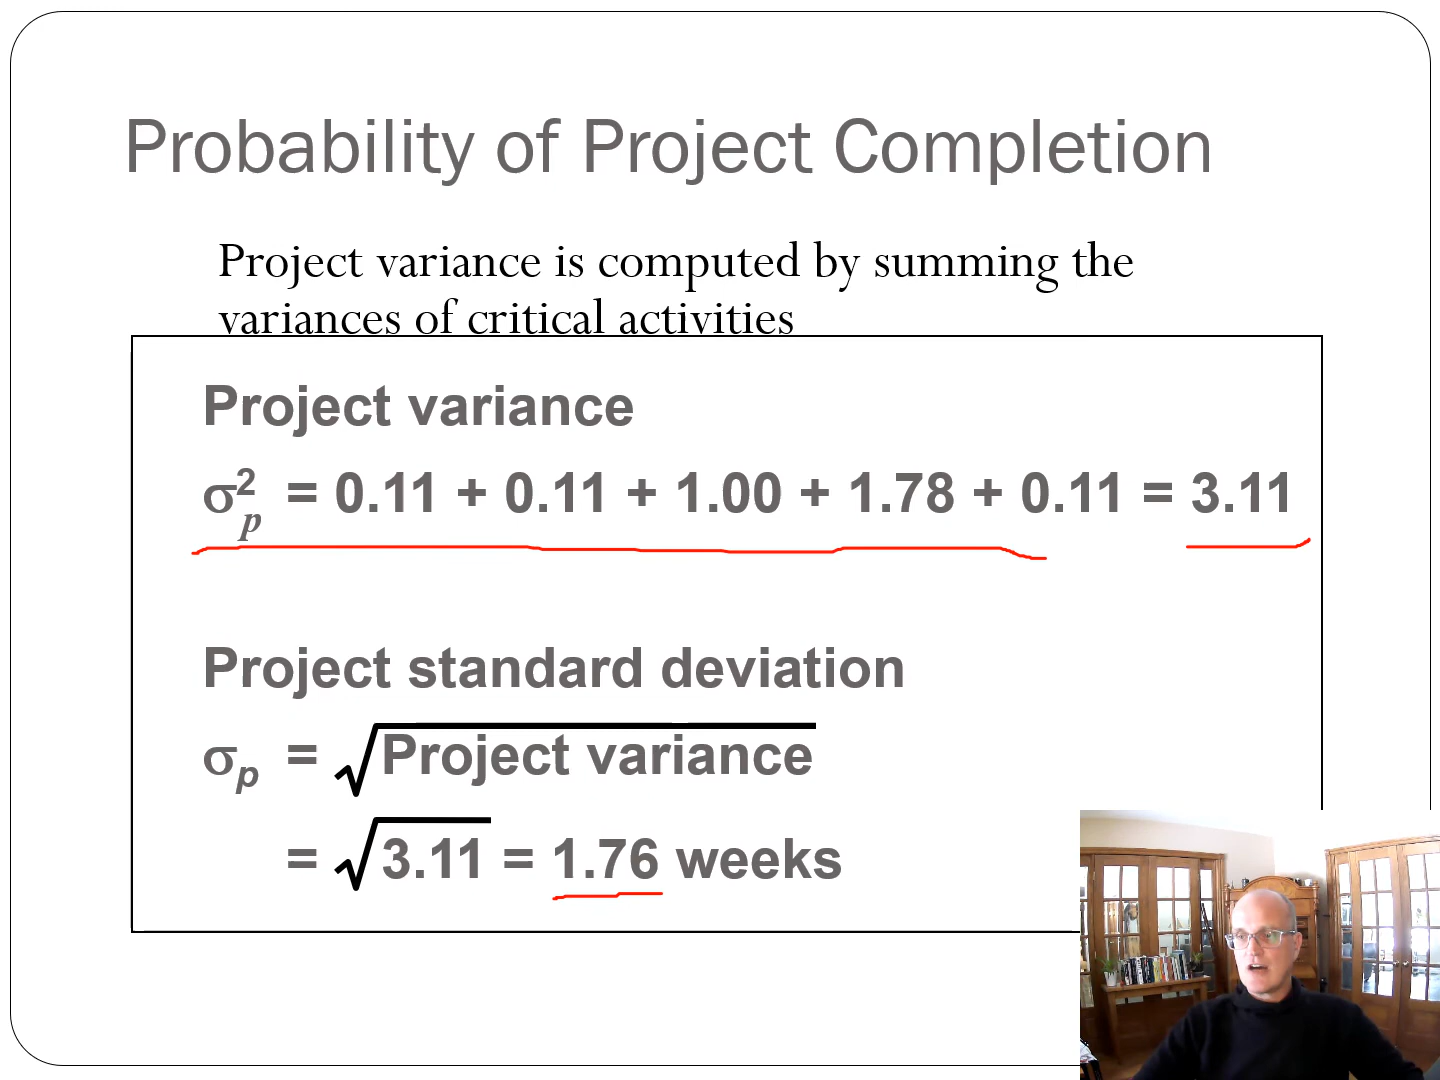 Probability of Project Completion
Project variance is computed by summing the
variances of critical activities
Project variance
σ²ₚ = 0.11 + 0.11 + 1.00 + 1.78 + 0.11 = 3.11
Project standard deviation
σₚ = √Project variance
= √3.11 = 1.76 weeks